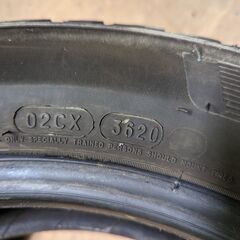 02CX 3620
ONLY SPECIALLY TRAINED PERSONS SHOULD MOUNT TIRES